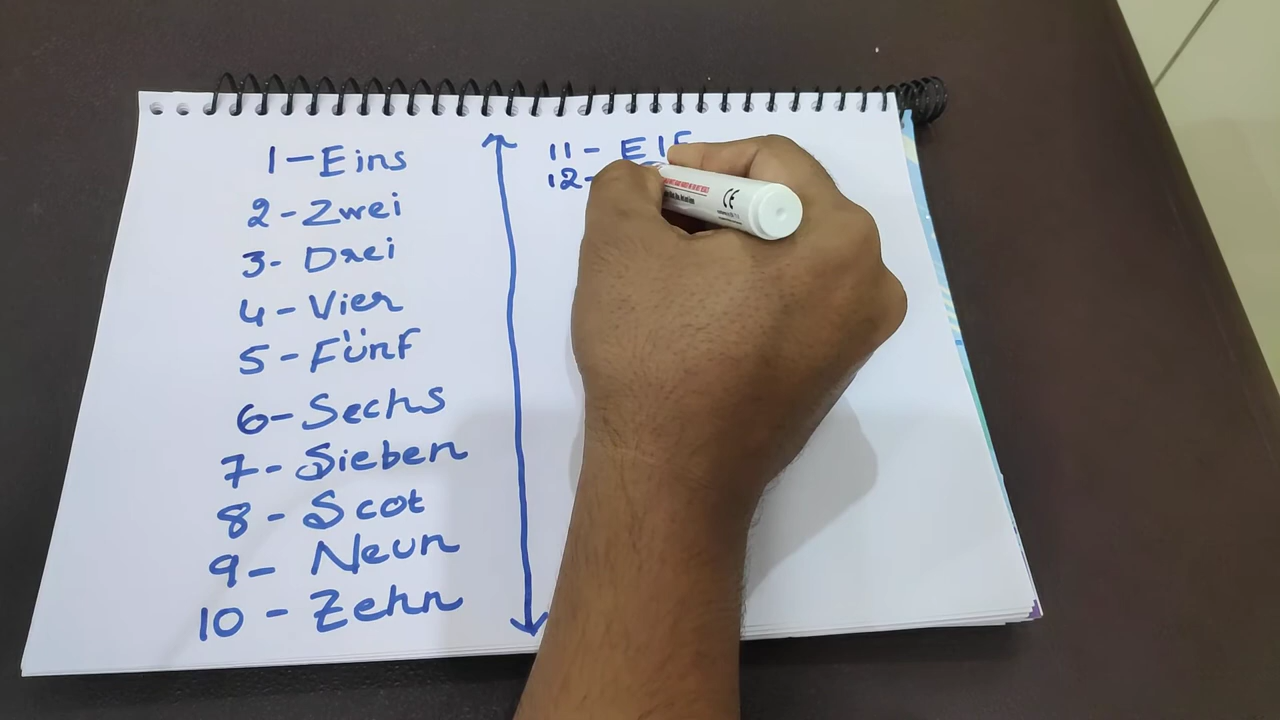 1 - Eins
2 - Zwei
3 - Drei
4 - Vier
5 - Fünf
6 - Sechs
7 - Sieben
8 - Scot
9 - Neun
10 - Zehn
11 - Elf
12 -
CE